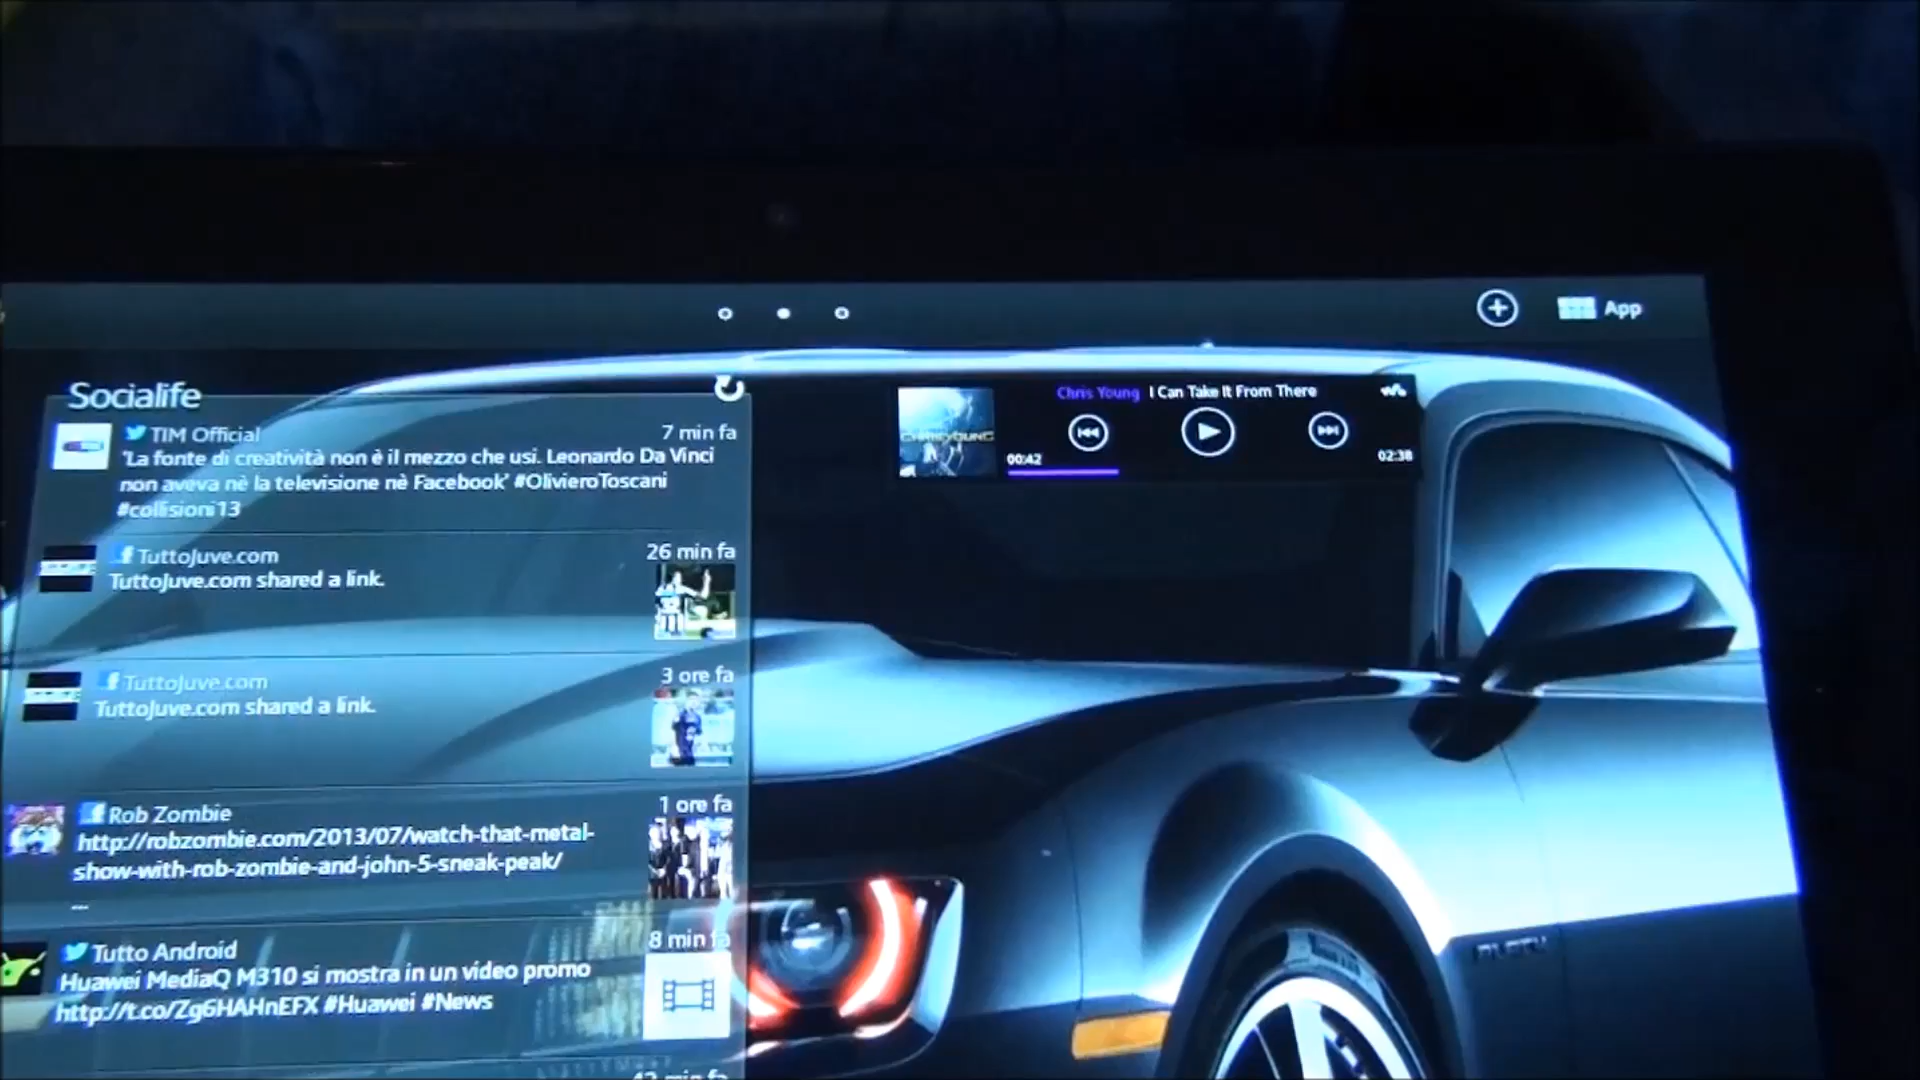 App
Socialife
TIM Official
7 min fa
'La fonte di creatività non è il mezzo che usi. Leonardo Da Vinci
non aveva nè la televisione nè Facebook' #OlivieroToscani
#collisioni13
TuttoJuve.com
26 min fa
TuttoJuve.com shared a link.
TuttoJuve.com
3 ore fa
TuttoJuve.com shared a link.
Rob Zombie
1 ore fa
http://robzombie.com/2013/07/watch-that-metal-
show-with-rob-zombie-and-john-5-sneak-peak/
...
Tutto Android
8 min fa
Huawei MediaQ M310 si mostra in un video promo
http://t.co/Zg6HAHnEFX #Huawei #News
42 min fa
Chris Young I Can Take It From There
CHRIS YOUNG
00:42
02:38